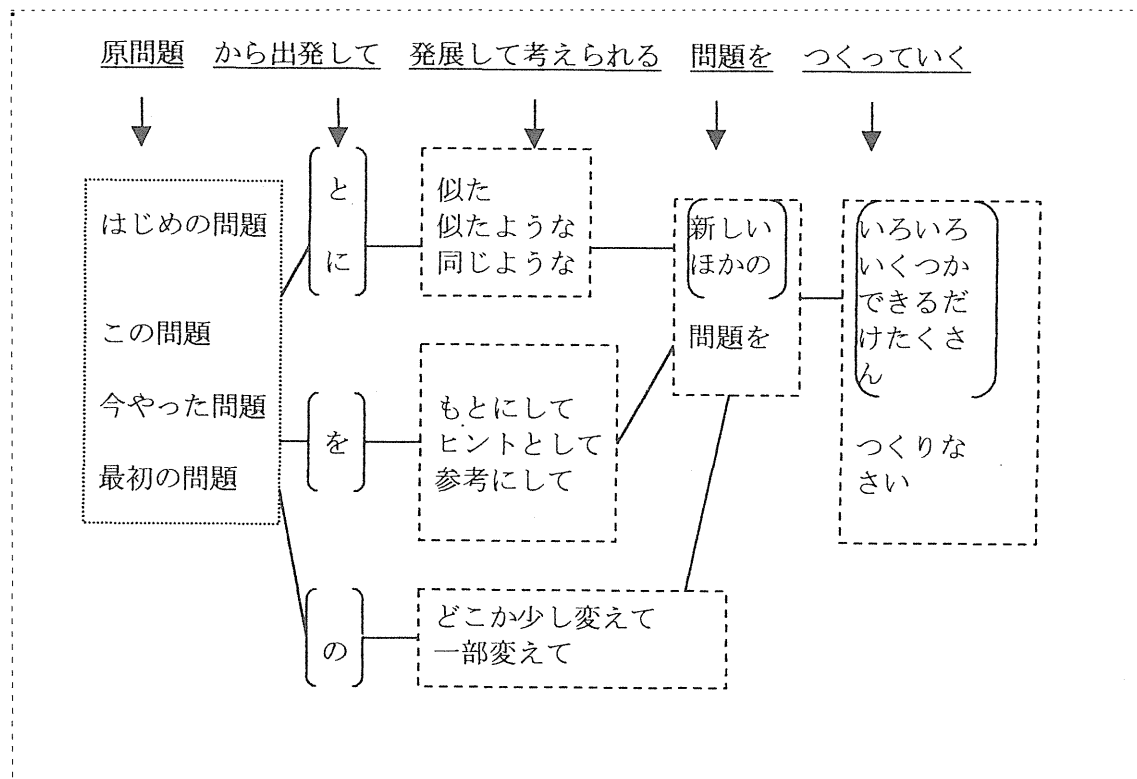 原問題 から出発して 発展して考えられる 問題を つくっていく
はじめの問題
この問題
今やった問題
最初の問題
と
に
を
の
似た
似たような
同じような
もとにして
ヒントとして
参考にして
どこか少し変えて
一部変えて
新しい
ほかの
問題を
いろいろ
いくつか
できるだ
けたくさ
ん
つくりな
さい